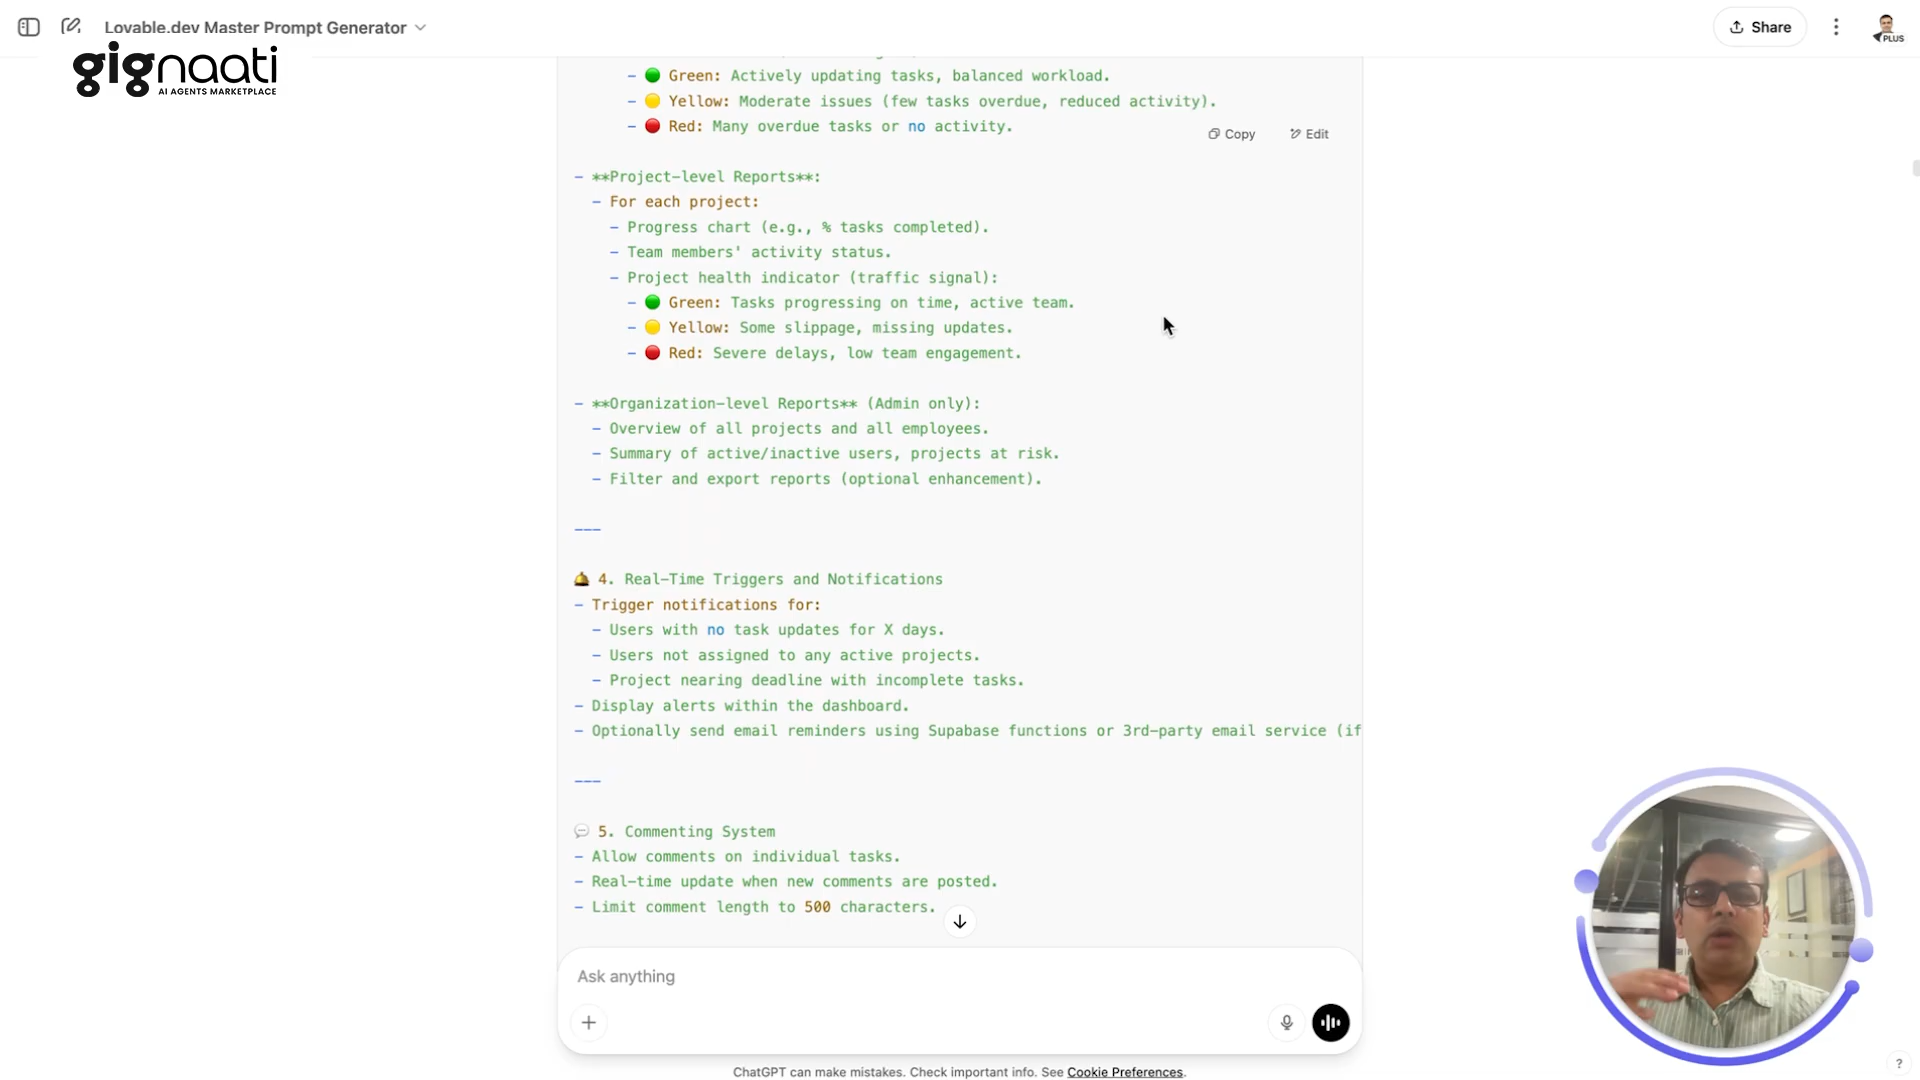 Lovable.dev Master Prompt Generator
Share
PLUS
gignaati
AI AGENTS MARKETPLACE
- 🟢 Green: Actively updating tasks, balanced workload.
- 🟡 Yellow: Moderate issues (few tasks overdue, reduced activity).
- 🔴 Red: Many overdue tasks or no activity.
Copy
Edit
- **Project-level Reports**:
- For each project:
- Progress chart (e.g., % tasks completed).
- Team members' activity status.
- Project health indicator (traffic signal):
- 🟢 Green: Tasks progressing on time, active team.
- 🟡 Yellow: Some slippage, missing updates.
- 🔴 Red: Severe delays, low team engagement.
- **Organization-level Reports** (Admin only):
- Overview of all projects and all employees.
- Summary of active/inactive users, projects at risk.
- Filter and export reports (optional enhancement).
---
🛎️ 4. Real-Time Triggers and Notifications
- Trigger notifications for:
- Users with no task updates for X days.
- Users not assigned to any active projects.
- Project nearing deadline with incomplete tasks.
- Display alerts within the dashboard.
- Optionally send email reminders using Supabase functions or 3rd-party email service (if
---
💬 5. Commenting System
- Allow comments on individual tasks.
- Real-time update when new comments are posted.
- Limit comment length to 500 characters.
Ask anything
ChatGPT can make mistakes. Check important info. See Cookie Preferences.
?